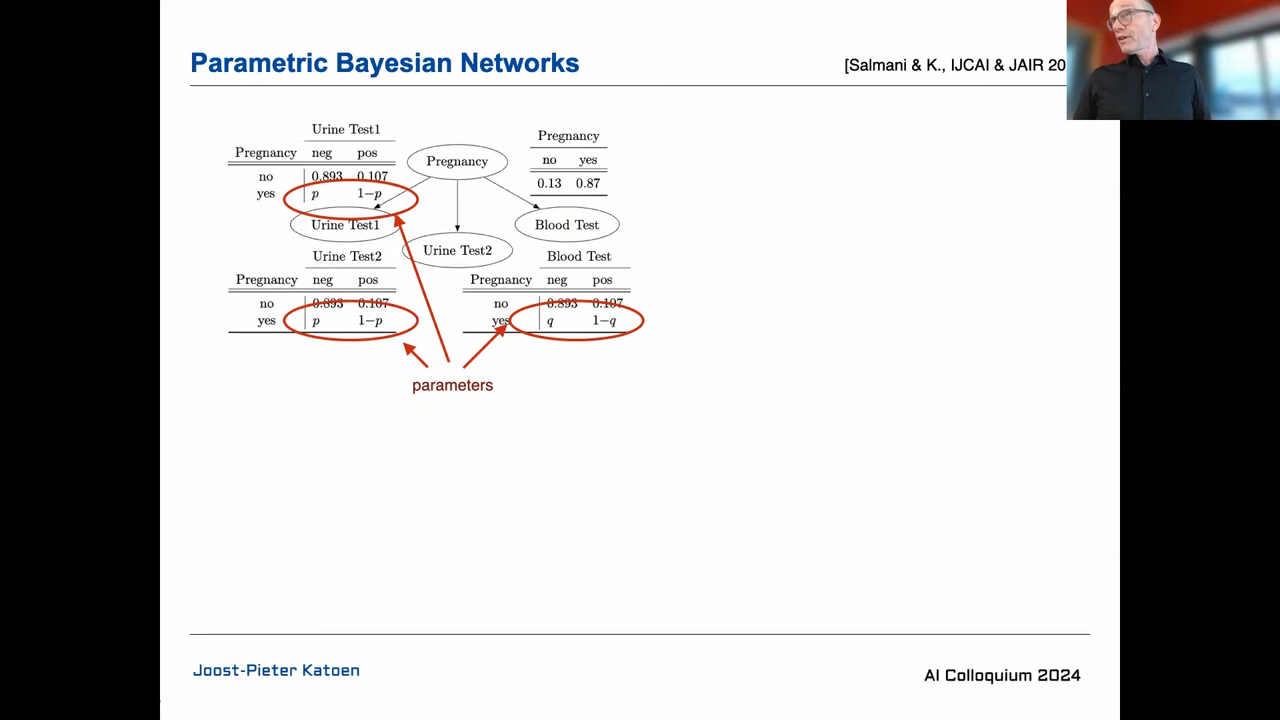 Parametric Bayesian Networks
[Salmani & K., IJCAI & JAIR 20
Urine Test1
Pregnancy neg pos
no 0.893 0.107
yes p 1−p
Pregnancy
Pregnancy
no yes
0.13 0.87
Urine Test1
Urine Test2
Blood Test
Urine Test2
Pregnancy neg pos
no 0.893 0.107
yes p 1−p
Blood Test
Pregnancy neg pos
no 0.893 0.107
yes q 1−q
parameters
Joost-Pieter Katoen
AI Colloquium 2024